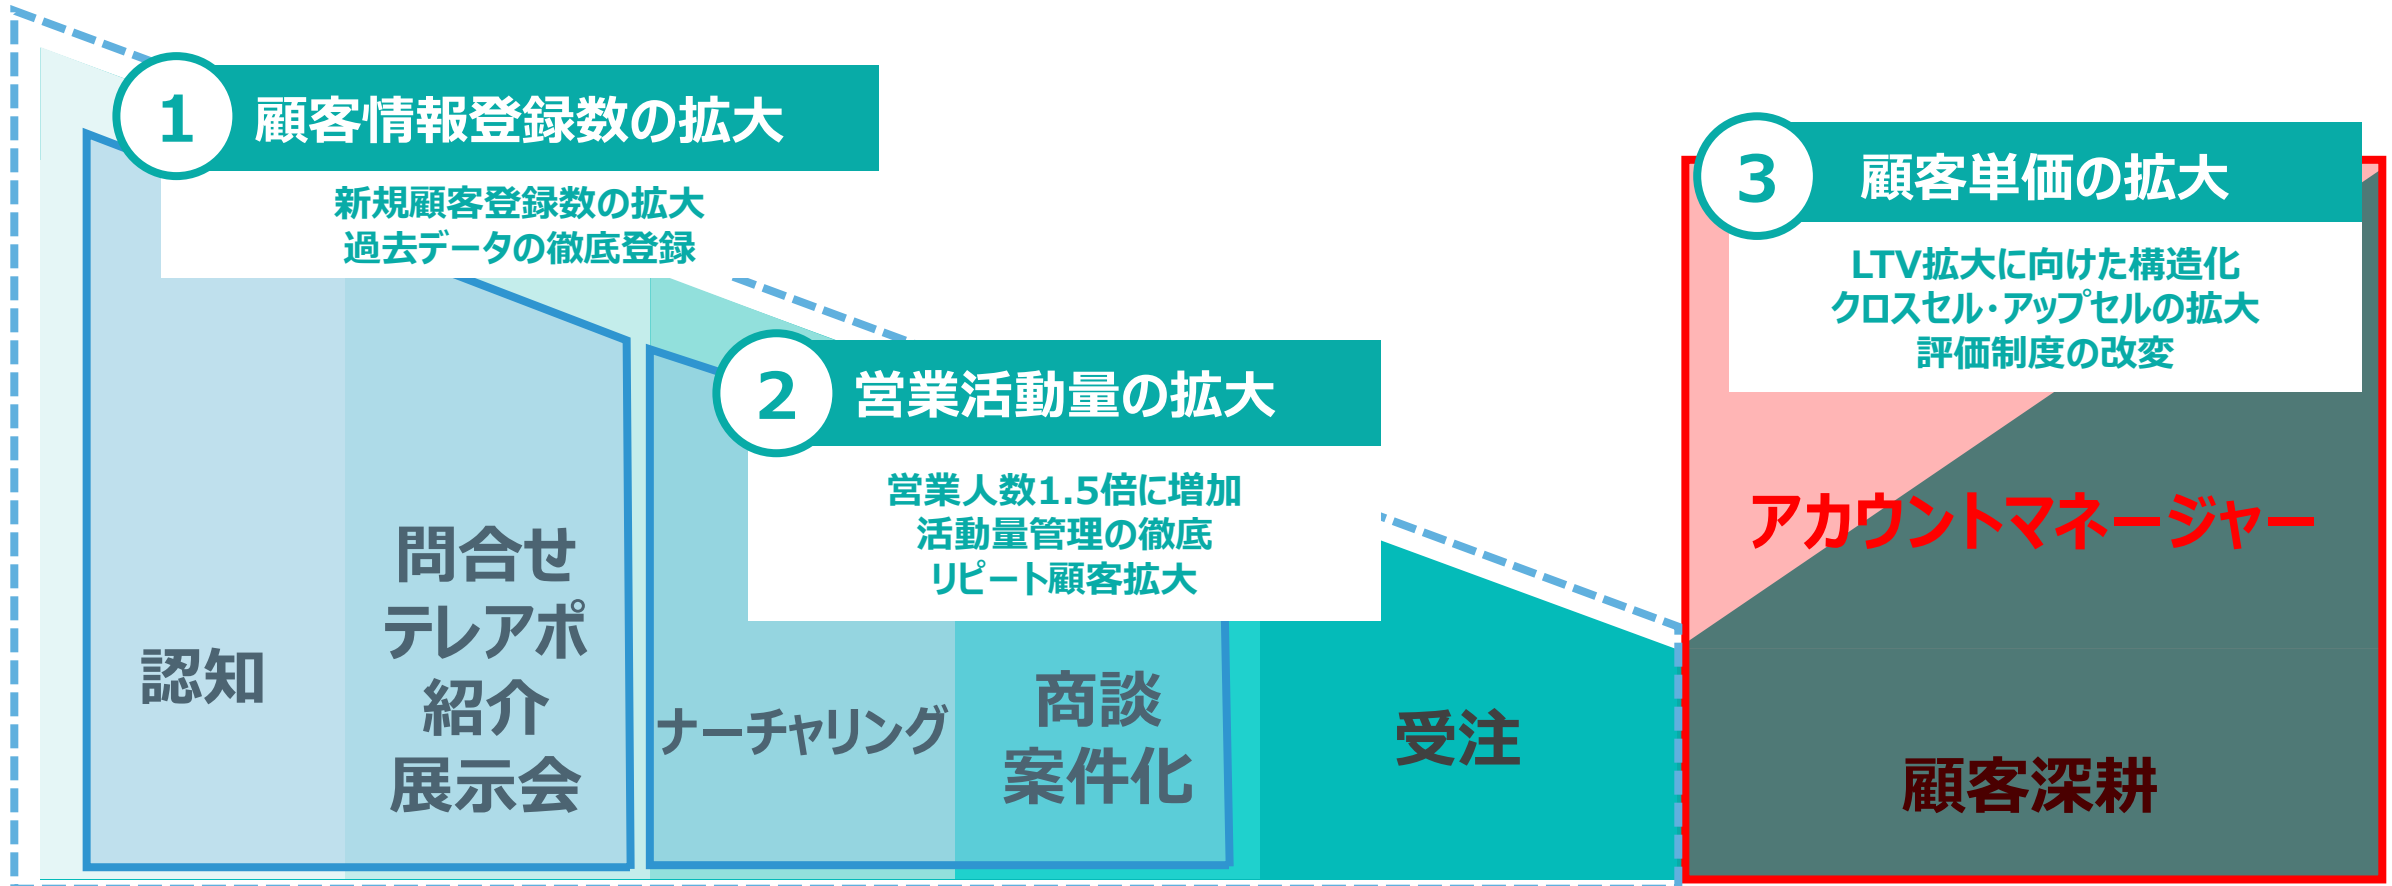 1
顧客情報登録数の拡大
新規顧客登録数の拡大
過去データの徹底登録
2
営業活動量の拡大
営業人数1.5倍に増加
活動量管理の徹底
リピート顧客拡大
3
顧客単価の拡大
LTV拡大に向けた構造化
クロスセル・アップセルの拡大
評価制度の改変
認知
問合せ
テレアポ
紹介
展示会
ナーチャリング
商談
案件化
受注
アカウントマネージャー
顧客深耕